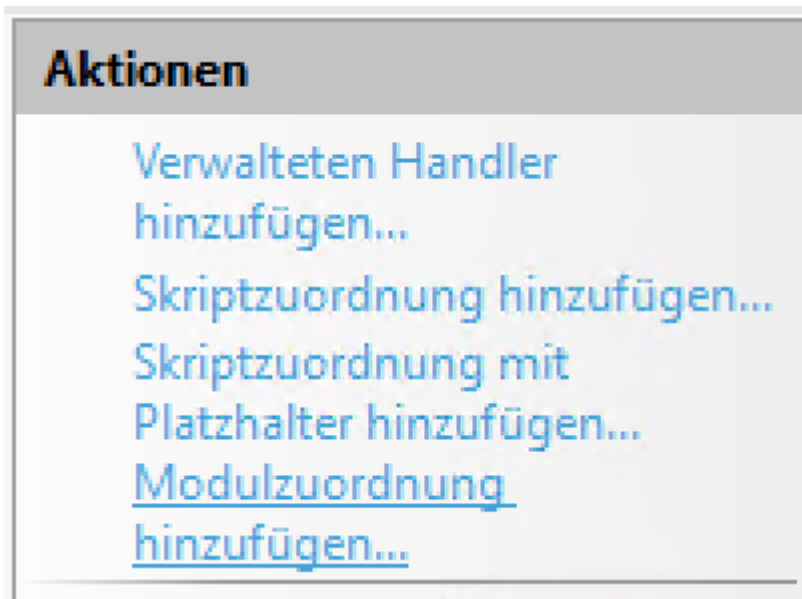 Aktionen
Verwalteten Handler
hinzufügen...
Skriptzuordnung hinzufügen...
Skriptzuordnung mit
Platzhalter hinzufügen...
Modulzuordnung
hinzufügen...